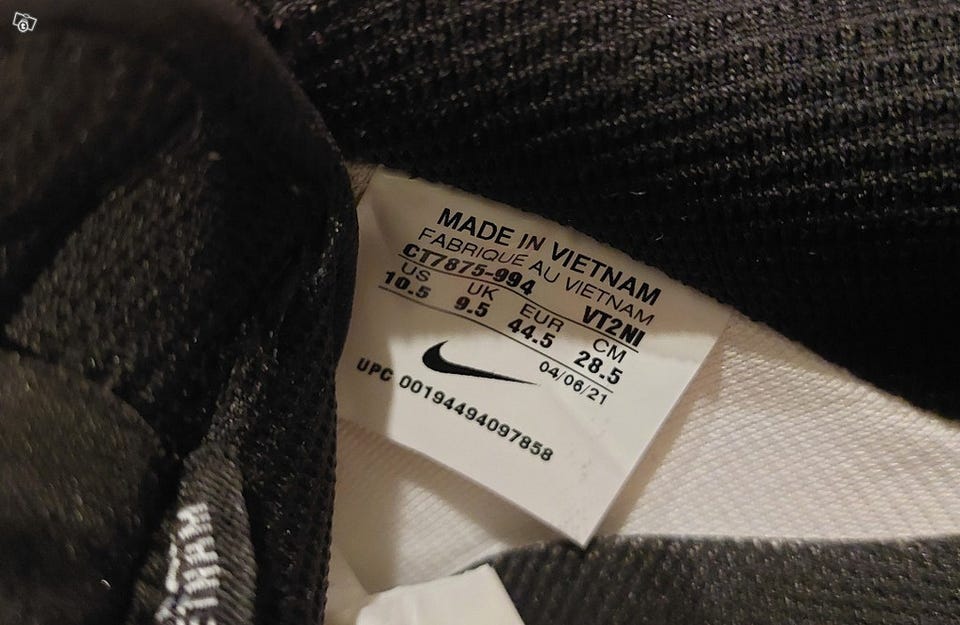 MADE IN VIETNAM
FABRIQUE AU VIETNAM
CT7875-994 VT2NI
US UK EUR CM
10.5 9.5 44.5 28.5
04/06/21
UPC 00194494097858